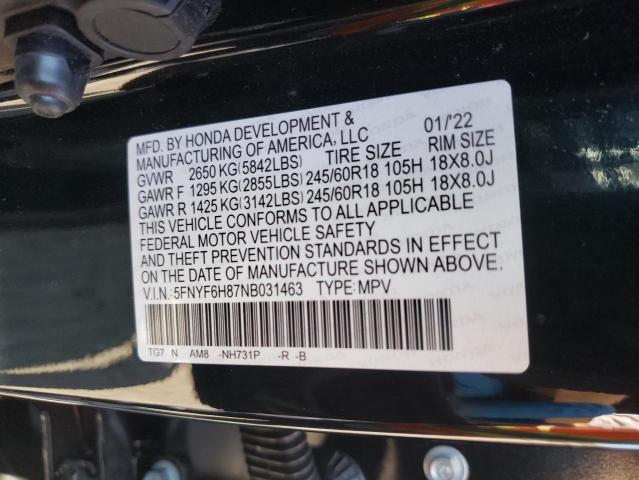 MFD. BY HONDA DEVELOPMENT &
MANUFACTURING OF AMERICA, LLC 01/'22
GVWR 2650 KG(5842LBS) TIRE SIZE RIM SIZE
GAWR F 1295 KG(2855LBS) 245/60R18 105H 18X8.0J
GAWR R 1425 KG(3142LBS) 245/60R18 105H 18X8.0J
THIS VEHICLE CONFORMS TO ALL APPLICABLE
FEDERAL MOTOR VEHICLE SAFETY
AND THEFT PREVENTION STANDARDS IN EFFECT
ON THE DATE OF MANUFACTURE SHOWN ABOVE.
V.I.N.:5FNYF6H87NB031463 TYPE:MPV
TG7 N AM8 -NH731P -R -B